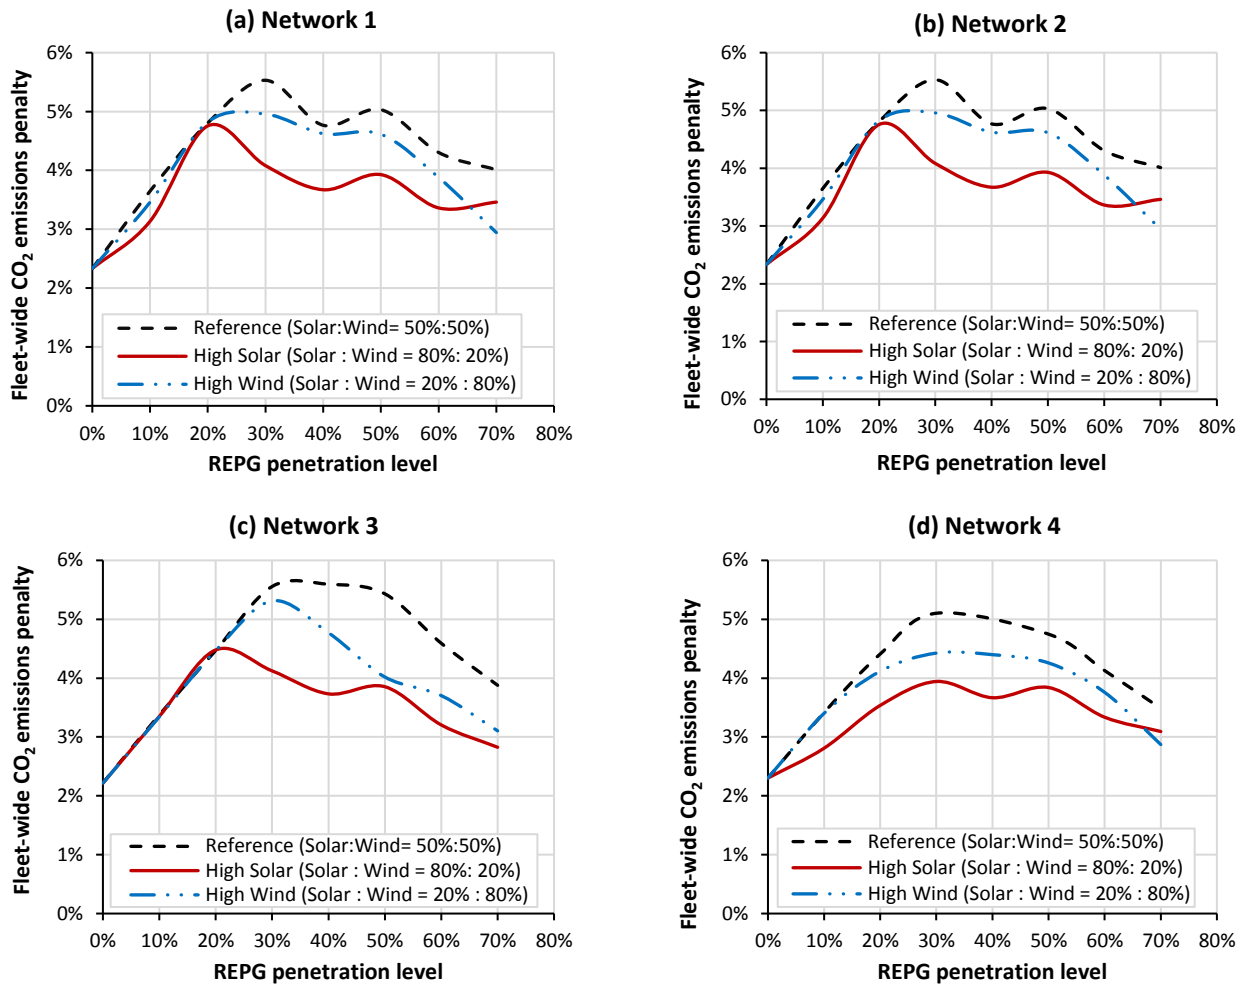 (a) Network 1
Fleet-wide CO2 emissions penalty
6%
5%
4%
3%
2%
1%
0%
Reference (Solar:Wind= 50%:50%)
High Solar (Solar : Wind = 80%: 20%)
High Wind (Solar : Wind = 20% : 80%)
0% 10% 20% 30% 40% 50% 60% 70% 80%
REPG penetration level
(b) Network 2
Fleet-wide CO2 emissions penalty
6%
5%
4%
3%
2%
1%
0%
Reference (Solar:Wind= 50%:50%)
High Solar (Solar : Wind = 80%: 20%)
High Wind (Solar : Wind = 20% : 80%)
0% 10% 20% 30% 40% 50% 60% 70% 80%
REPG penetration level
(c) Network 3
Fleet-wide CO2 emissions penalty
6%
5%
4%
3%
2%
1%
0%
Reference (Solar:Wind= 50%:50%)
High Solar (Solar : Wind = 80%: 20%)
High Wind (Solar : Wind = 20% : 80%)
0% 10% 20% 30% 40% 50% 60% 70% 80%
REPG penetration level
(d) Network 4
Fleet-wide CO2 emissions penalty
6%
5%
4%
3%
2%
1%
0%
Reference (Solar:Wind= 50%:50%)
High Solar (Solar : Wind = 80%: 20%)
High Wind (Solar : Wind = 20% : 80%)
0% 10% 20% 30% 40% 50% 60% 70% 80%
REPG penetration level